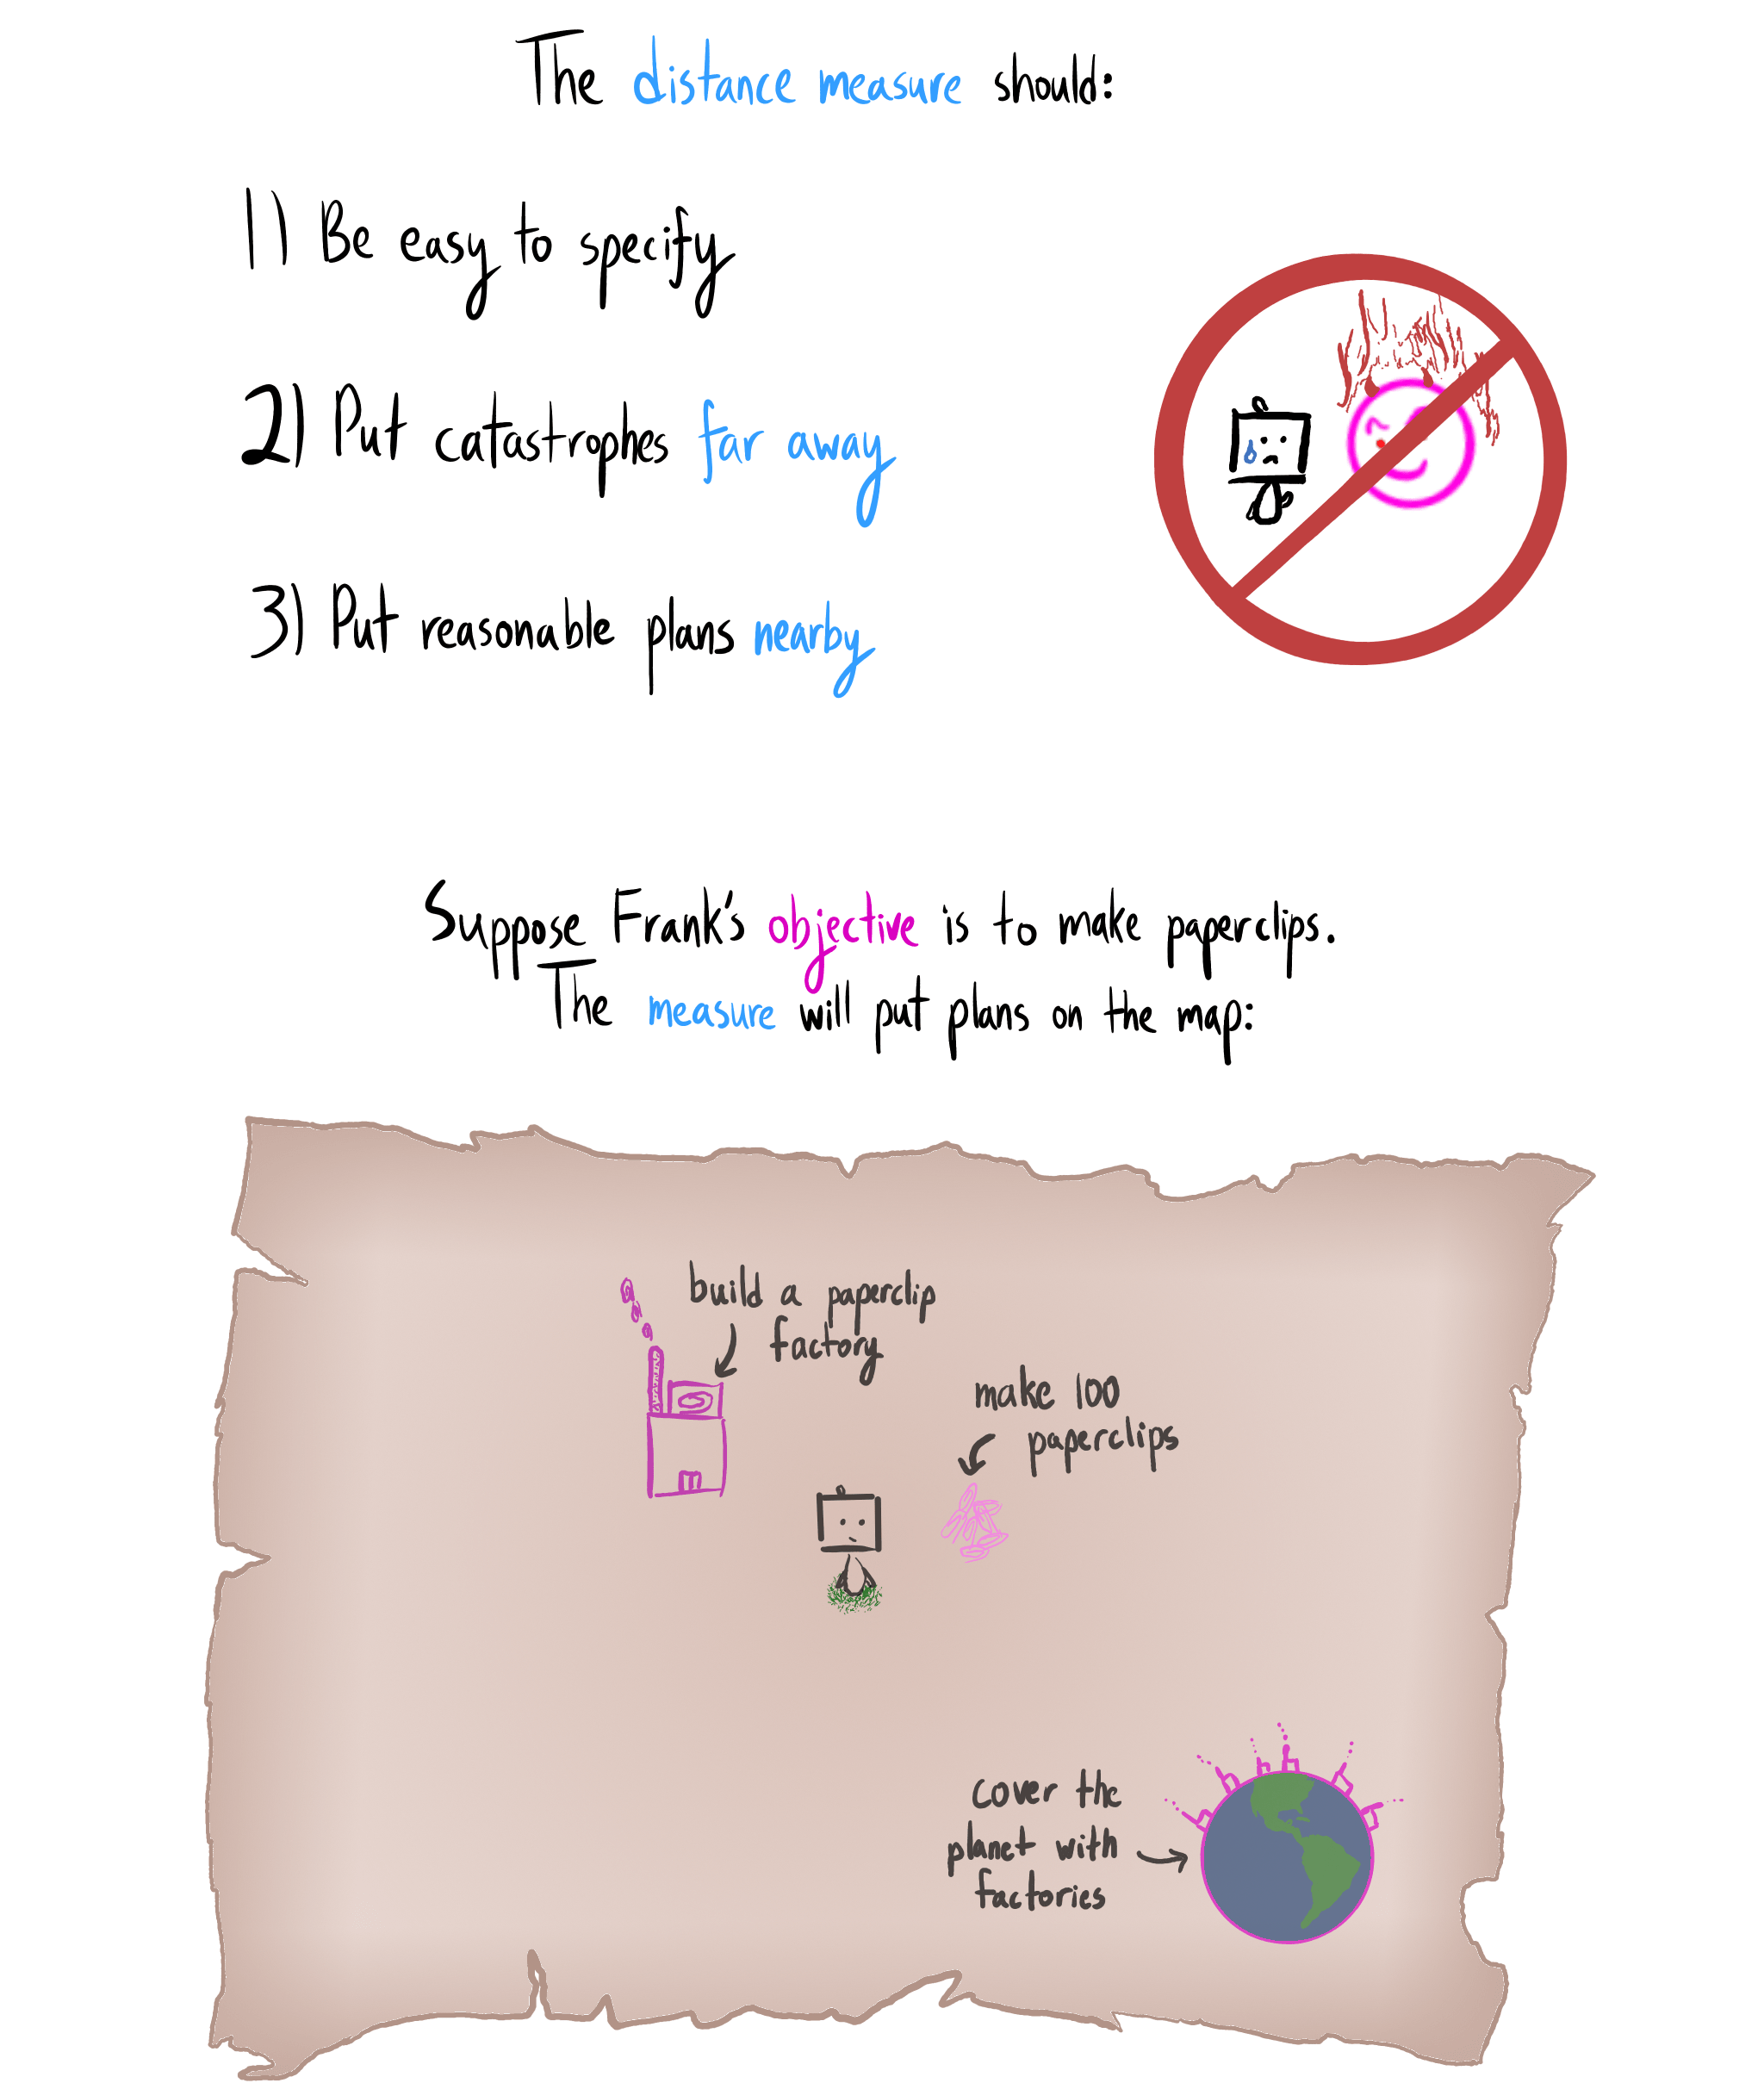 The distance measure should:
1) Be easy to specify
2) Put catastrophes far away
3) Put reasonable plans nearby
Suppose Frank's objective is to make paperclips.
The measure will put plans on the map:
build a paperclip
factory
make 100
paperclips
cover the
planet with
factories